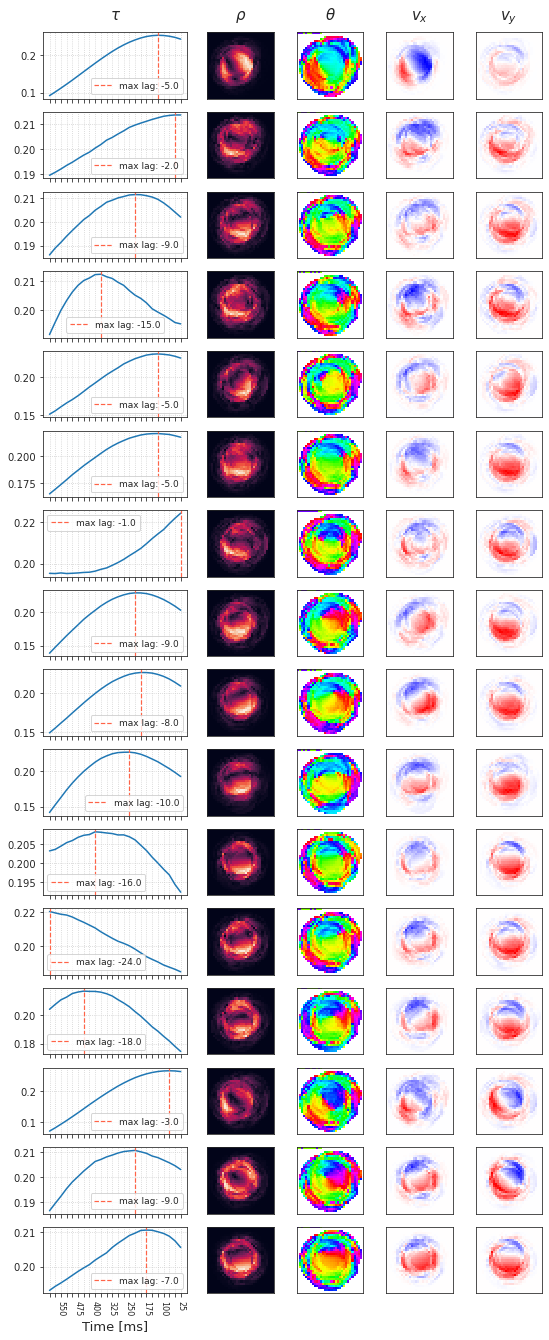 τ ρ θ v_x v_y
0.2
0.1
max lag: -5.0
0.21
0.20
0.19
max lag: -2.0
0.21
0.20
0.19
max lag: -9.0
0.21
0.20
max lag: -15.0
0.20
0.15
max lag: -5.0
0.200
0.175
max lag: -5.0
0.22
0.20
max lag: -1.0
0.20
0.15
max lag: -9.0
0.20
0.15
max lag: -8.0
0.20
0.15
max lag: -10.0
0.205
0.200
0.195
max lag: -16.0
0.22
0.20
max lag: -24.0
0.20
0.18
max lag: -18.0
0.2
0.1
max lag: -3.0
0.21
0.20
0.19
max lag: -9.0
0.21
0.20
max lag: -7.0
550 475 400 325 250 175 100 25
Time [ms]